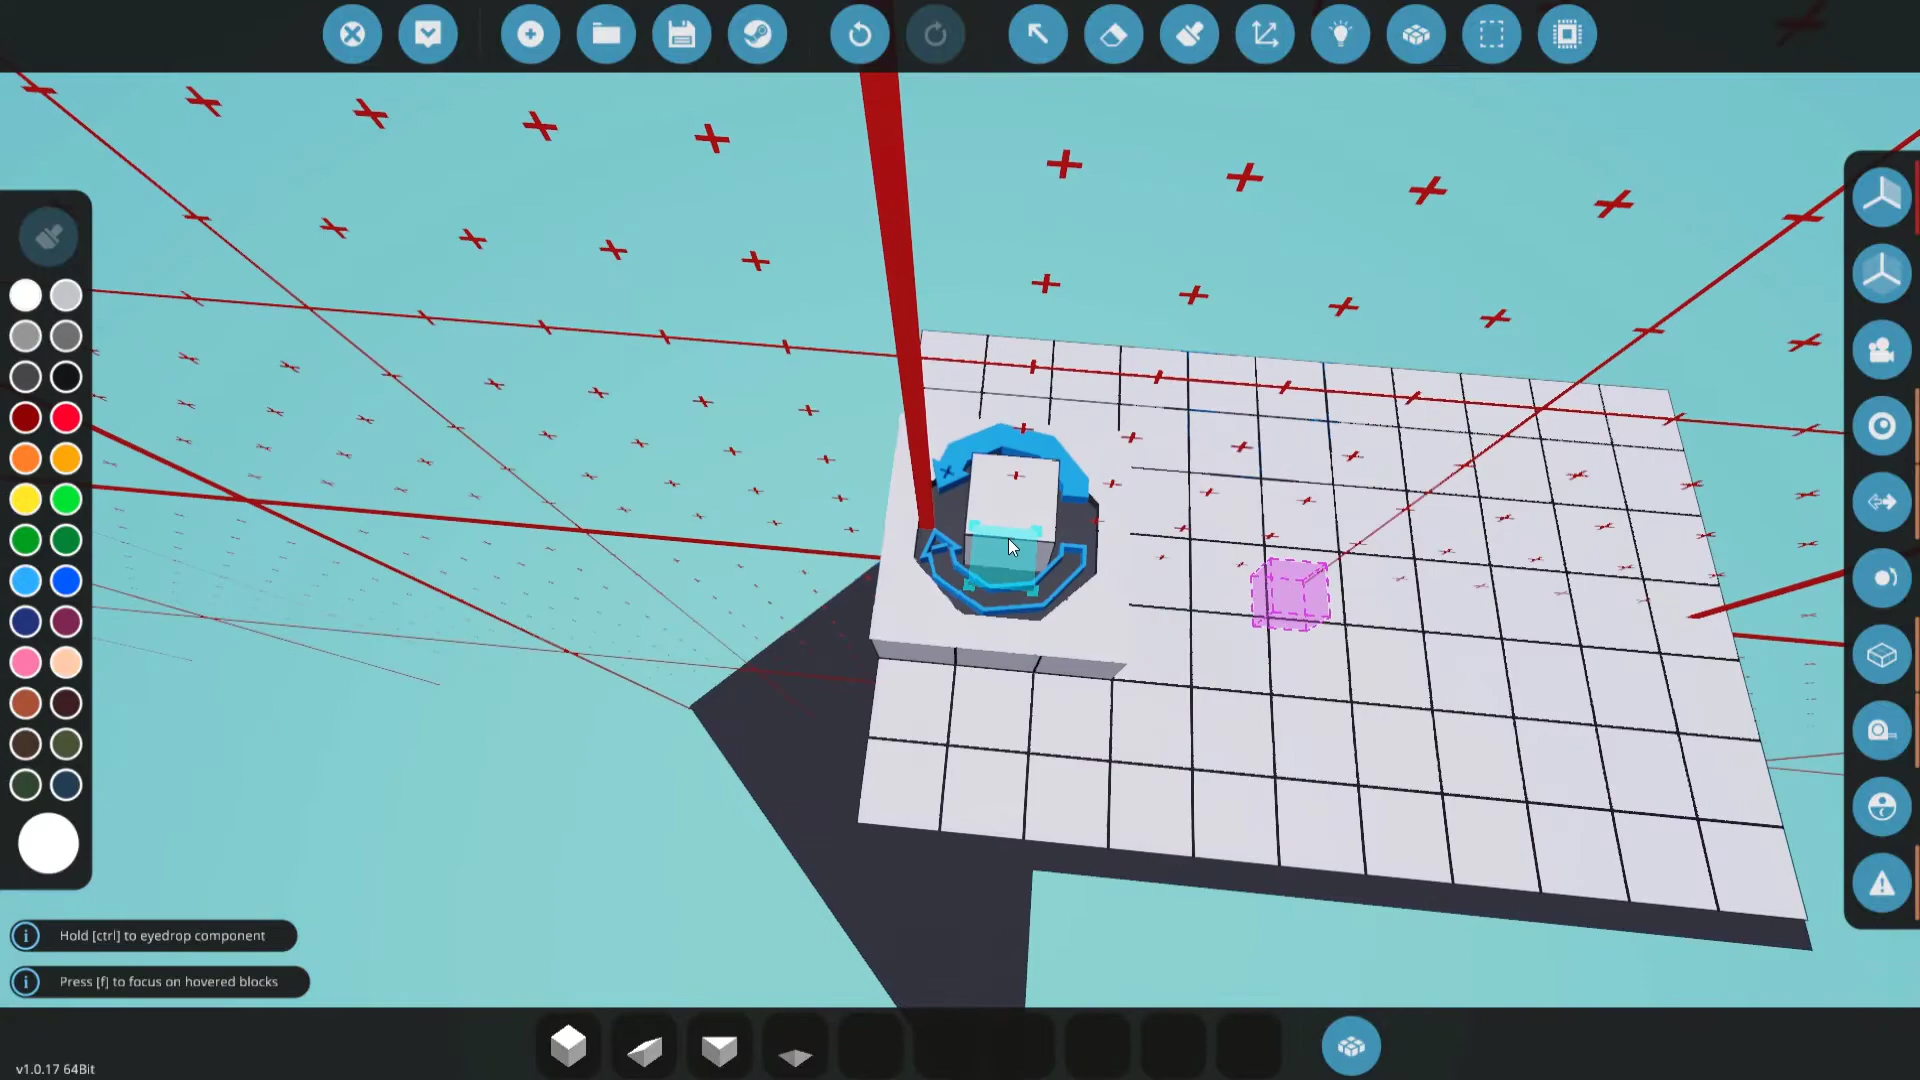 Hold [ctrl] to eyedrop component
Press [f] to focus on hovered blocks
v1.0.17 64Bit